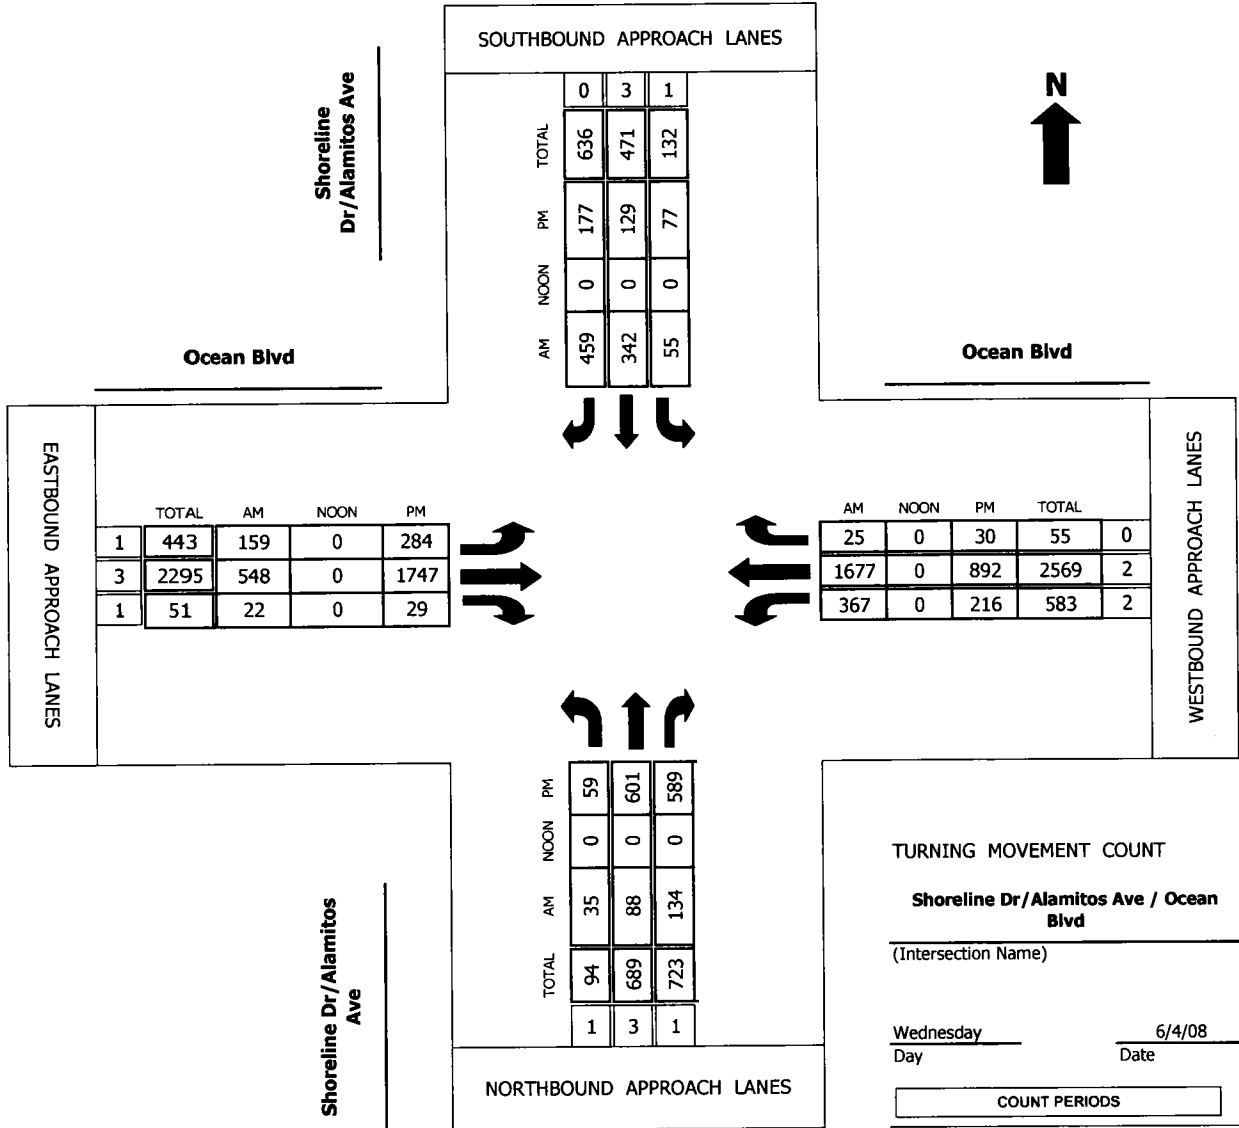 SOUTHBOUND APPROACH LANES
0 3 1
TOTAL 636 471 132
PM 177 129 77
NOON 0 0 0
AM 459 342 55
Shoreline
Dr/Alamitos Ave
N
Ocean Blvd
Ocean Blvd
EASTBOUND APPROACH LANES
TOTAL AM NOON PM
1 443 159 0 284
3 2295 548 0 1747
1 51 22 0 29
AM NOON PM TOTAL
25 0 30 55 0
1677 0 892 2569 2
367 0 216 583 2
WESTBOUND APPROACH LANES
PM 59 601 589
NOON 0 0 0
AM 35 88 134
TOTAL 94 689 723
1 3 1
NORTHBOUND APPROACH LANES
Shoreline Dr/Alamitos
Ave
TURNING MOVEMENT COUNT
Shoreline Dr/Alamitos Ave / Ocean
Blvd
(Intersection Name)
Wednesday 6/4/08
Day Date
COUNT PERIODS